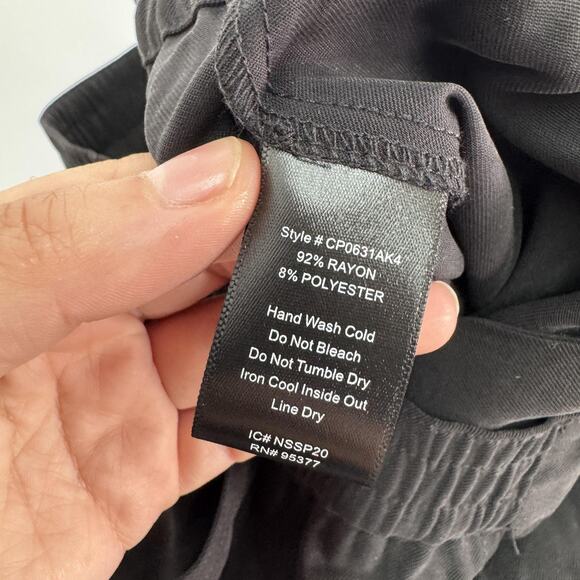 Style # CP0631AK4
92% RAYON
8% POLYESTER
Hand Wash Cold
Do Not Bleach
Do Not Tumble Dry
Iron Cool Inside Out
Line Dry
IC# NSSP20
RN# 95377